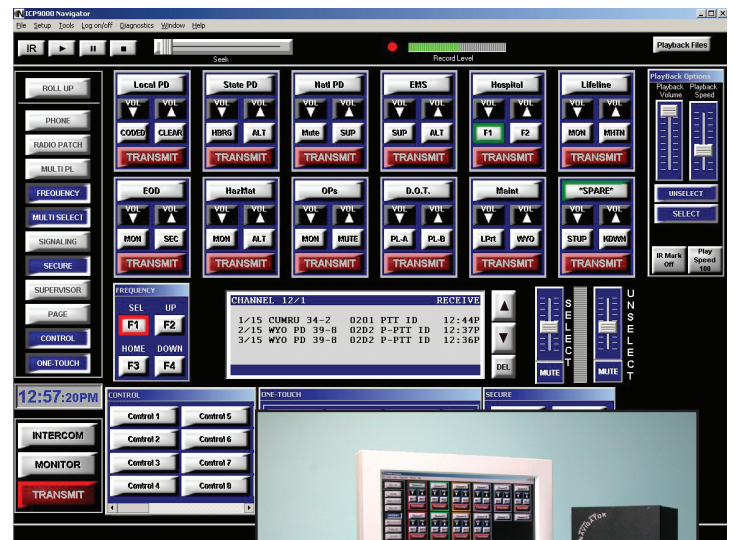 ICP9000 Navigator
File Setup Tools Log on/off Diagnostics Window Help
IR
Seek
Record Level
Playback Files
ROLL UP
PHONE
RADIO PATCH
MULTI PL
FREQUENCY
MULTI SELECT
SIGNALING
SECURE
SUPERVISOR
PAGE
CONTROL
ONE-TOUCH
Local PD State PD Natl PD EMS Hospital Lifeline
VOL VOL VOL VOL VOL VOL VOL VOL VOL VOL VOL VOL
CODED CLEAR HBRG ALT Mute SUP SUP ALT F1 F2 MON MHTN
TRANSMIT TRANSMIT TRANSMIT TRANSMIT TRANSMIT TRANSMIT
EOD HazMat OPs D.O.T. Maint *SPARE*
VOL VOL VOL VOL VOL VOL VOL VOL VOL VOL VOL VOL
MON SEC MON ALT MON MUTE PL-A PL-B LPrt WYO STUP KDWN
TRANSMIT TRANSMIT TRANSMIT TRANSMIT TRANSMIT TRANSMIT
PlayBack Options
Playback Volume
Playback Speed
UNSELECT
SELECT
IR Mark Off
Play Speed 100
FREQUENCY
SEL UP
F1 F2
HOME DOWN
F3 F4
CHANNEL 12/1 RECEIVE
1/15 CUMRU 34-2 0201 PTT ID 12:44P
2/15 WYO PD 39-8 02D2 P-PTT ID 12:37P
3/15 WYO PD 39-8 02D2 P-PTT ID 12:36P
DEL
SELECT
MUTE
UNSELECT
MUTE
12:57:20PM
INTERCOM
MONITOR
TRANSMIT
CONTROL
Control 1 Control 5
Control 2 Control 6
Control 3 Control 7
Control 4 Control 8
ONE-TOUCH
SECURE